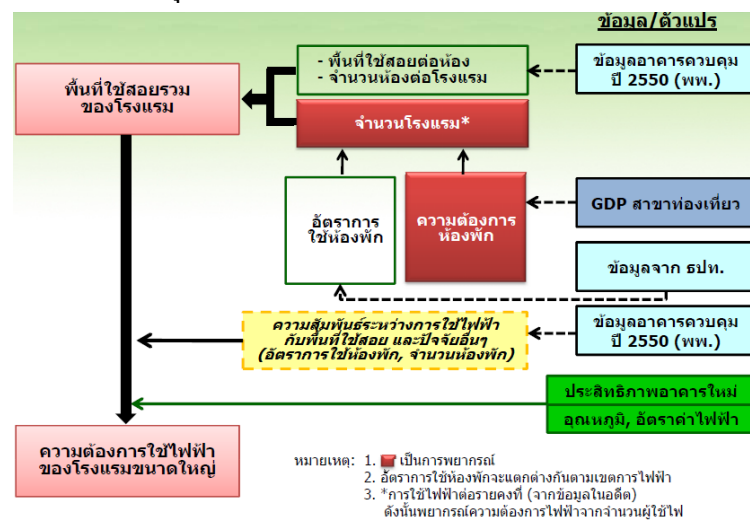 ข้อมูล/ตัวแปร
- พื้นที่ใช้สอยต่อห้อง
- จำนวนห้องต่อโรงแรม
ข้อมูลอาคารควบคุม
ปี 2550 (พพ.)
พื้นที่ใช้สอยรวม
ของโรงแรม
จำนวนโรงแรม*
อัตราการ
ใช้ห้องพัก
ความต้องการ
ห้องพัก
GDP สาขาท่องเที่ยว
ข้อมูลจาก ธปท.
ความสัมพันธ์ระหว่างการใช้ไฟฟ้า
กับพื้นที่ใช้สอย และปัจจัยอื่นๆ
(อัตราการใช้ห้องพัก, จำนวนห้องพัก)
ข้อมูลอาคารควบคุม
ปี 2550 (พพ.)
ประสิทธิภาพอาคารใหม่
อุณหภูมิ, อัตราค่าไฟฟ้า
ความต้องการใช้ไฟฟ้า
ของโรงแรมขนาดใหญ่
หมายเหตุ: 1. เป็นการพยากรณ์
2. อัตราการใช้ห้องพักจะแตกต่างกันตามเขตการไฟฟ้า
3. *การใช้ไฟฟ้าต่อรายคงที่ (จากข้อมูลในอดีต)
ดังนั้นพยากรณ์ความต้องการไฟฟ้าจากจำนวนผู้ใช้ไฟ